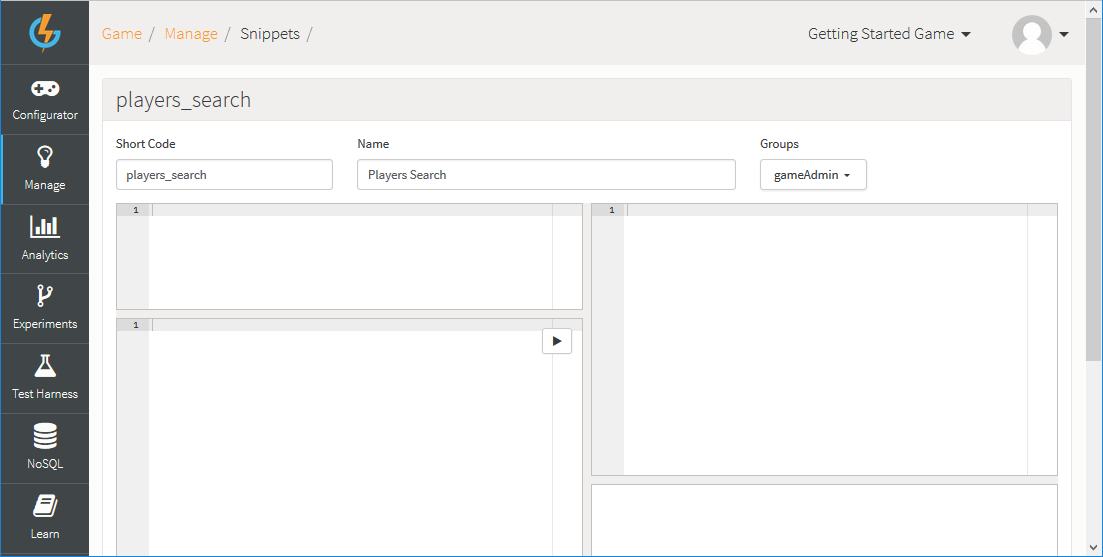 Game / Manage / Snippets /
Getting Started Game
Configurator
Manage
Analytics
Experiments
Test Harness
NoSQL
Learn
players_search
Short Code
Name
Groups
players_search
Players Search
gameAdmin
1
1
1